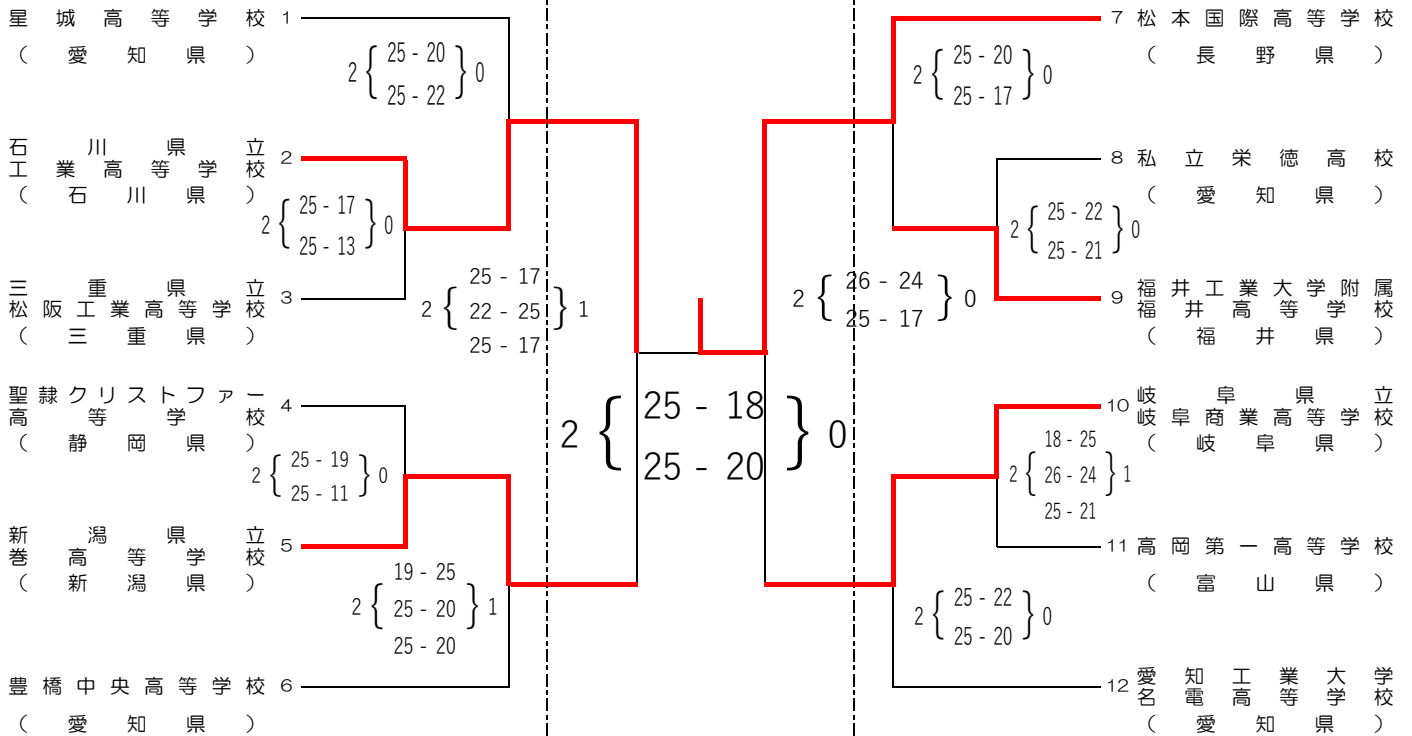 星城高等学校 1
（愛知県）
2 { 25 - 20 } 0
25 - 22
石川県立
工業高等学校 2
（石川県）
2 { 25 - 17 } 0
25 - 13
三重県立
松阪工業高等学校 3
（三重県）
25 - 17
2 { 22 - 25 } 1
25 - 17
聖隷クリストファー
高等学校 4
（静岡県）
2 { 25 - 19 } 0
25 - 11
新潟県立
巻高等学校 5
（新潟県）
19 - 25
2 { 25 - 20 } 1
25 - 20
豊橋中央高等学校 6
（愛知県）
2 { 25 - 18 } 0
25 - 20
7 松本国際高等学校
（長野県）
2 { 25 - 20 } 0
25 - 17
8 私立栄徳高校
（愛知県）
2 { 25 - 22 } 0
25 - 21
2 { 26 - 24 } 0
25 - 17
9 福井工業大学附属
福井高等学校
（福井県）
岐阜県立
10 岐阜商業高等学校
（岐阜県）
18 - 25
2 { 26 - 24 } 1
25 - 21
11 高岡第一高等学校
（富山県）
2 { 25 - 22 } 0
25 - 20
12 愛知工業大学
名電高等学校
（愛知県）